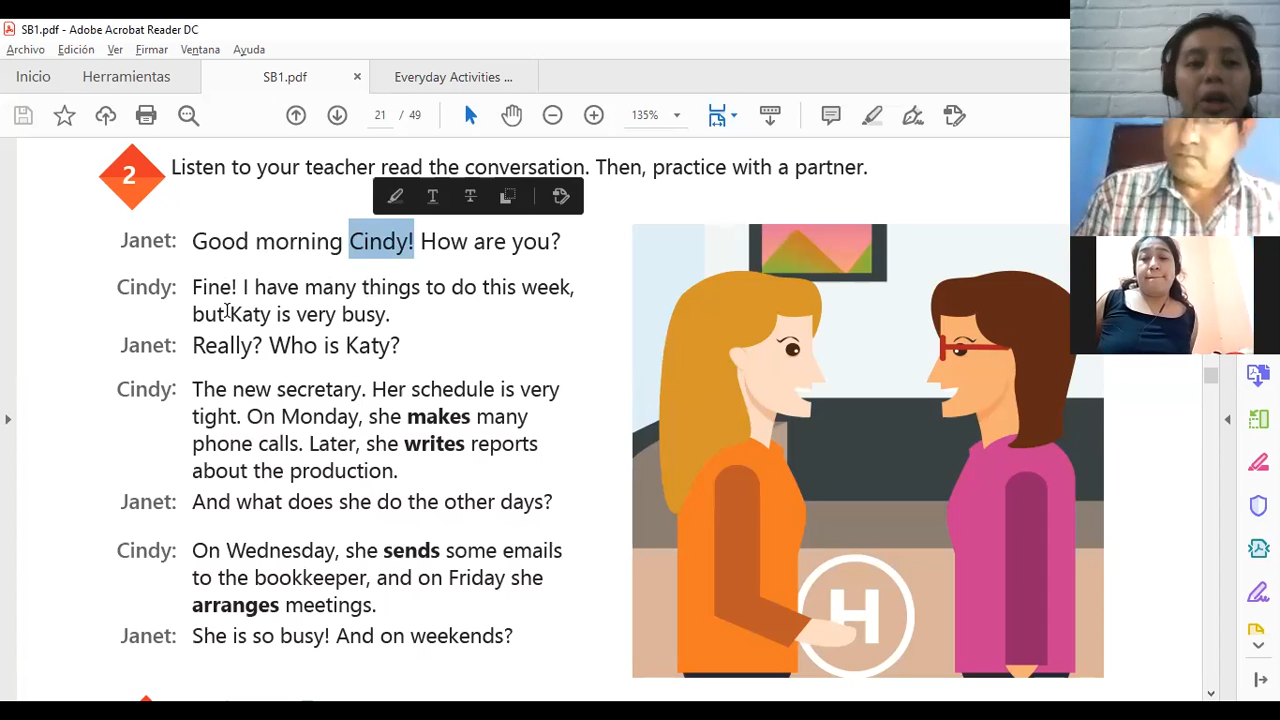 SB1.pdf - Adobe Acrobat Reader DC
Archivo Edición Ver Firmar Ventana Ayuda
Inicio Herramientas SB1.pdf × Everyday Activities ...
21 / 49 135%
2 Listen to your teacher read the conversation. Then, practice with a partner.
Janet: Good morning Cindy! How are you?
Cindy: Fine! I have many things to do this week,
but Katy is very busy.
Janet: Really? Who is Katy?
Cindy: The new secretary. Her schedule is very
tight. On Monday, she makes many
phone calls. Later, she writes reports
about the production.
Janet: And what does she do the other days?
Cindy: On Wednesday, she sends some emails
to the bookkeeper, and on Friday she
arranges meetings.
Janet: She is so busy! And on weekends?
H